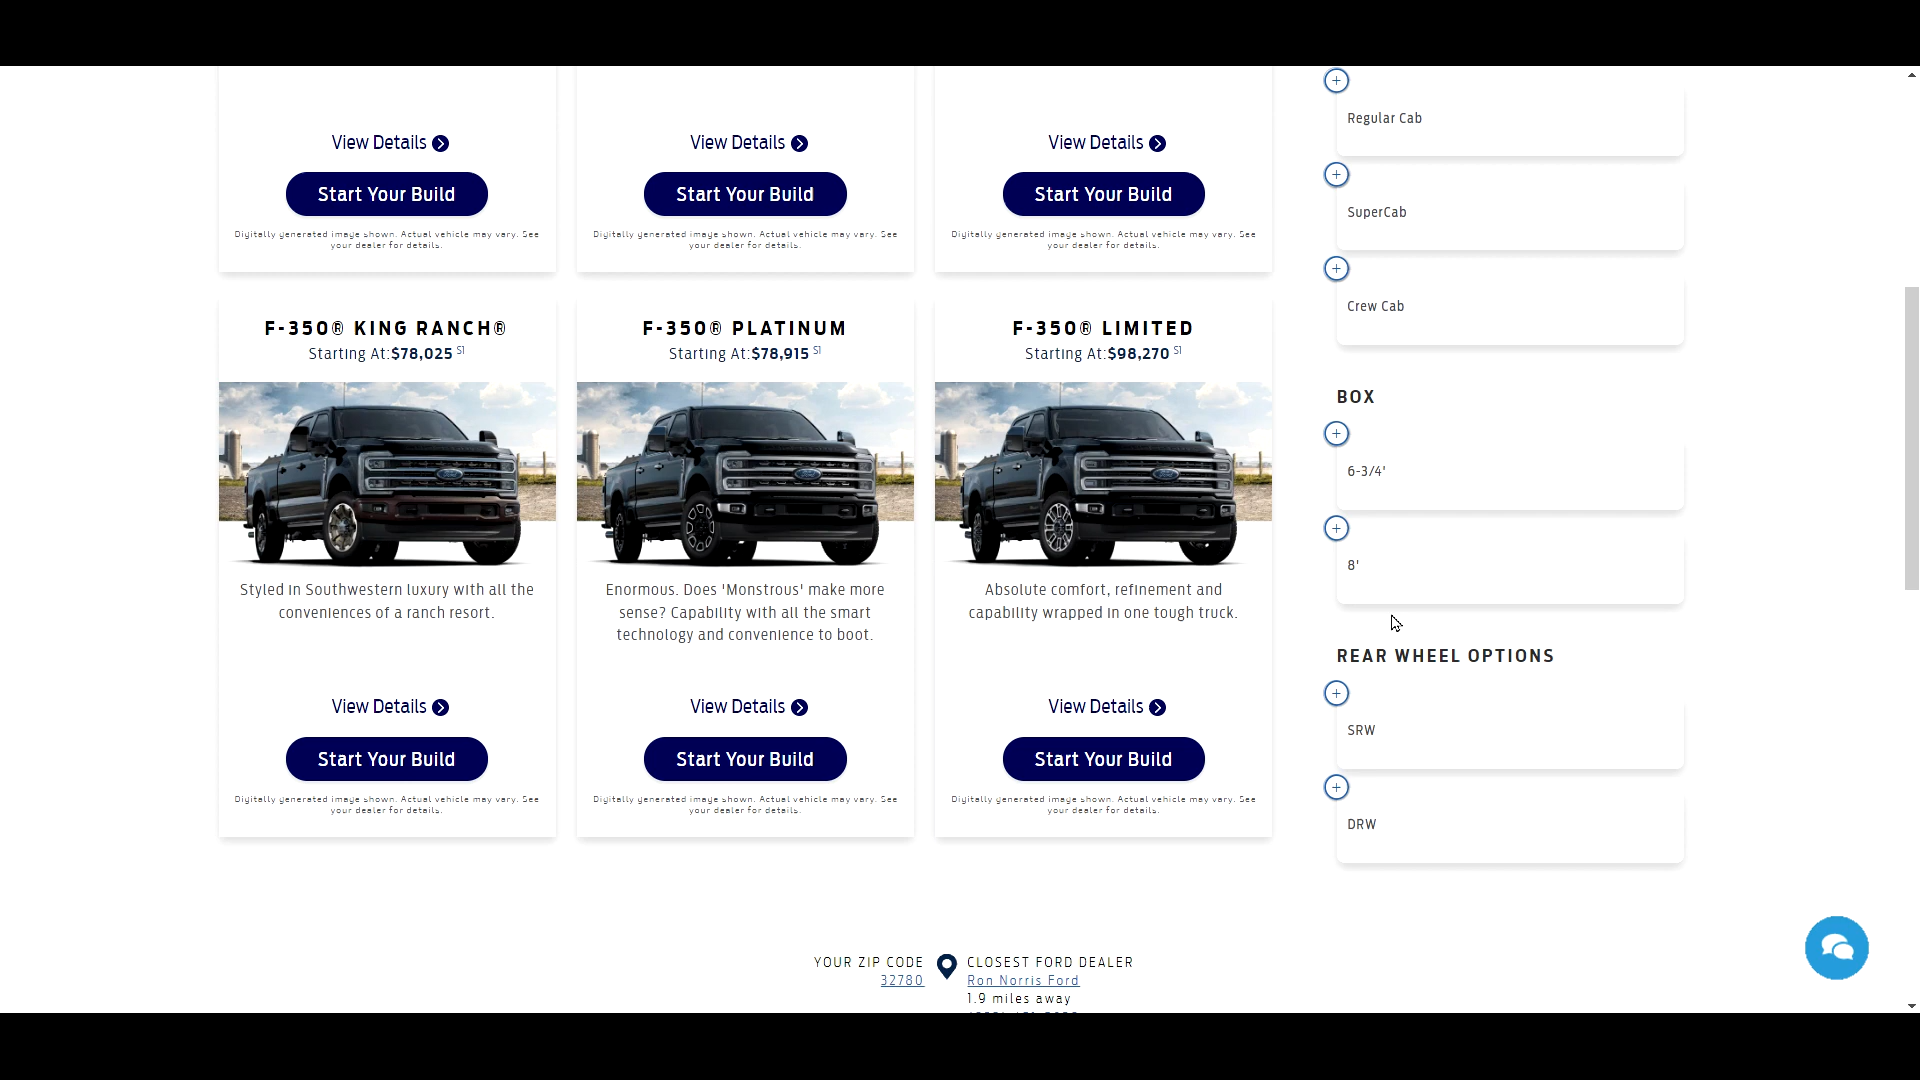 View Details
View Details
View Details
Start Your Build
Start Your Build
Start Your Build
Digitally generated image shown. Actual vehicle may vary. See
your dealer for details.
Digitally generated image shown. Actual vehicle may vary. See
your dealer for details.
Digitally generated image shown. Actual vehicle may vary. See
your dealer for details.
F-350® KING RANCH®
Starting At:$78,025 S1
Styled in Southwestern luxury with all the
conveniences of a ranch resort.
View Details
Start Your Build
Digitally generated image shown. Actual vehicle may vary. See
your dealer for details.
F-350® PLATINUM
Starting At:$78,915 S1
Enormous. Does 'Monstrous' make more
sense? Capability with all the smart
technology and convenience to boot.
View Details
Start Your Build
Digitally generated image shown. Actual vehicle may vary. See
your dealer for details.
F-350® LIMITED
Starting At:$98,270 S1
Absolute comfort, refinement and
capability wrapped in one tough truck.
View Details
Start Your Build
Digitally generated image shown. Actual vehicle may vary. See
your dealer for details.
Regular Cab
SuperCab
Crew Cab
BOX
6-3/4'
8'
REAR WHEEL OPTIONS
SRW
DRW
YOUR ZIP CODE
32780
CLOSEST FORD DEALER
Ron Norris Ford
1.9 miles away